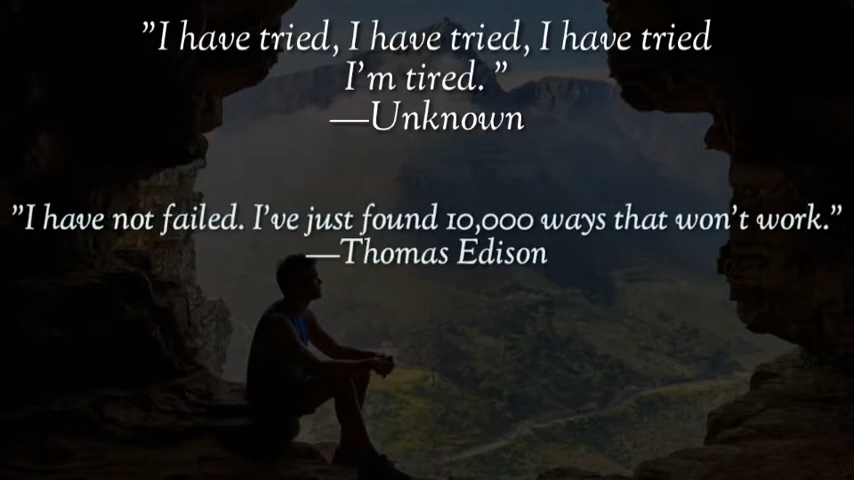 ”I have tried, I have tried, I have tried
I’m tired. ”
—Unknown
”I have not failed. I’ve just found 10,000 ways that won’t work.”
—Thomas Edison